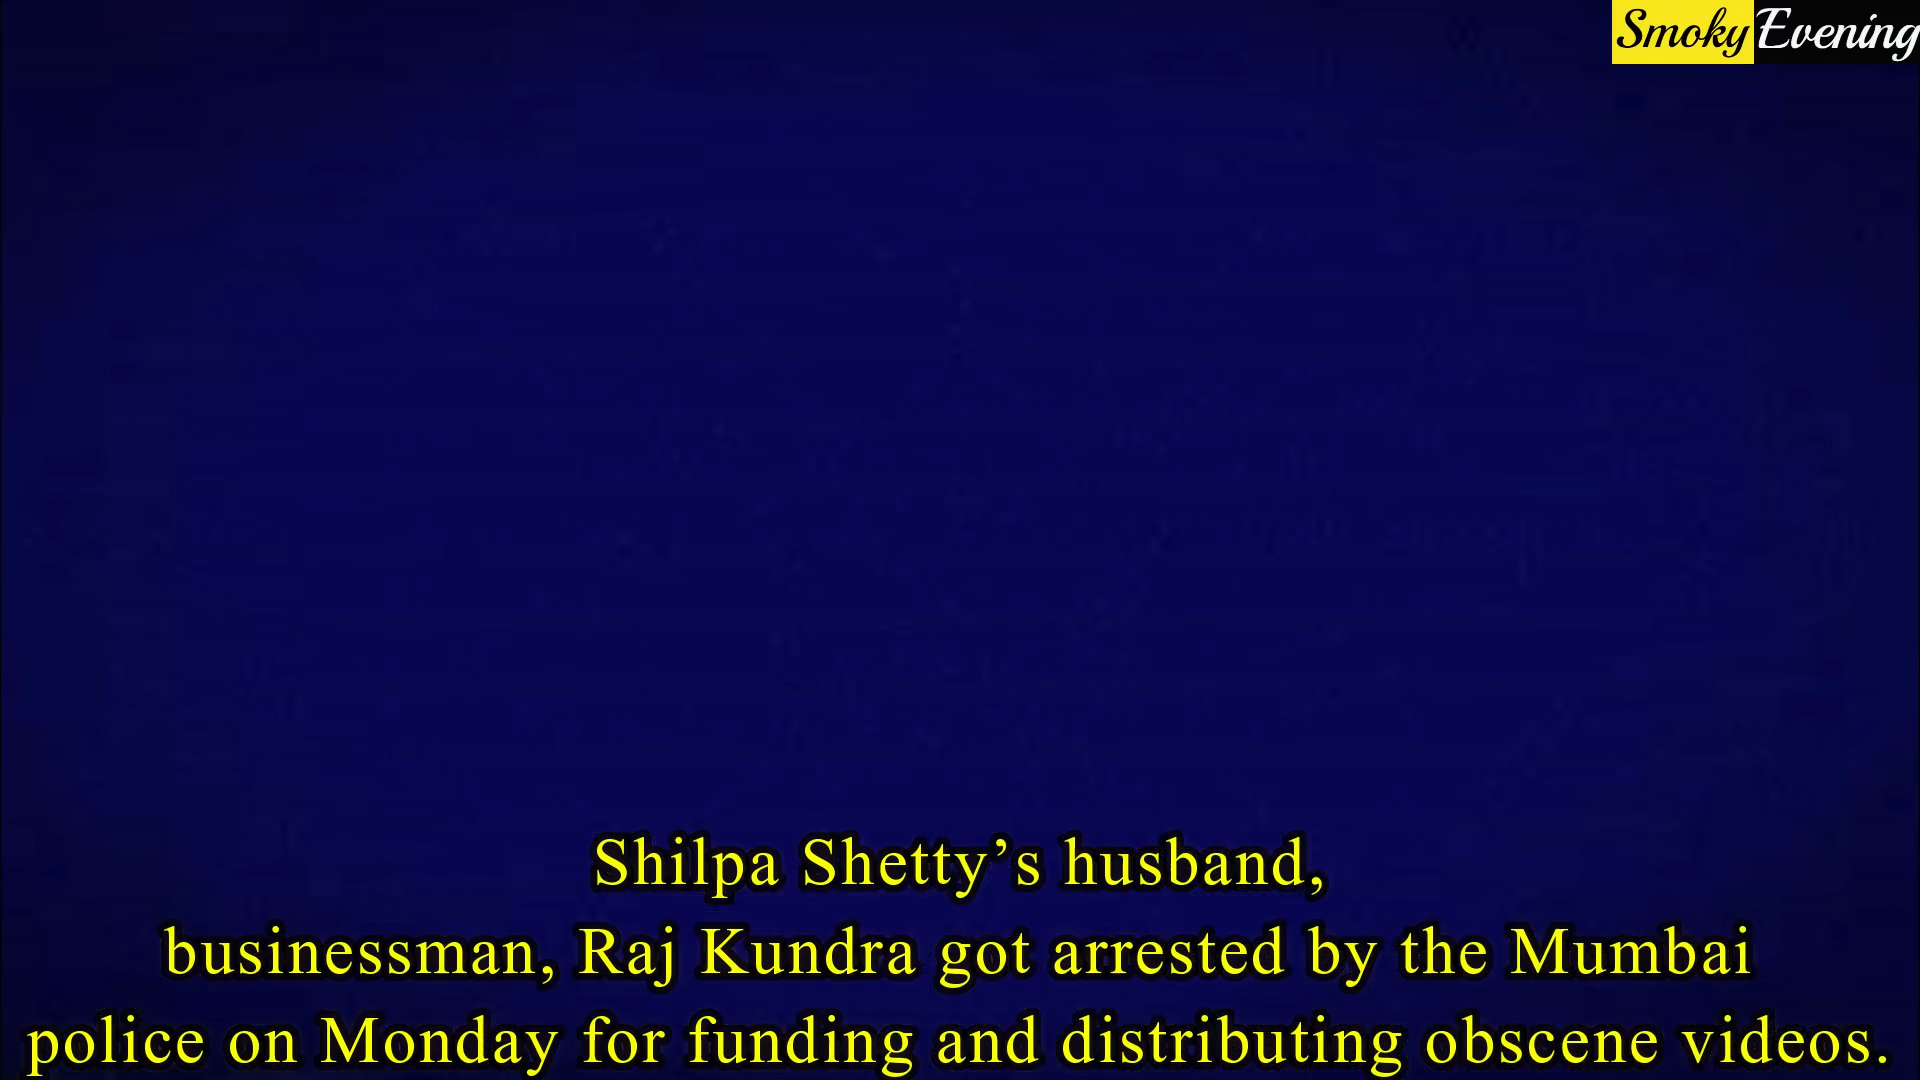 Smoky Evening
Shilpa Shetty’s husband,
businessman, Raj Kundra got arrested by the Mumbai
police on Monday for funding and distributing obscene videos.